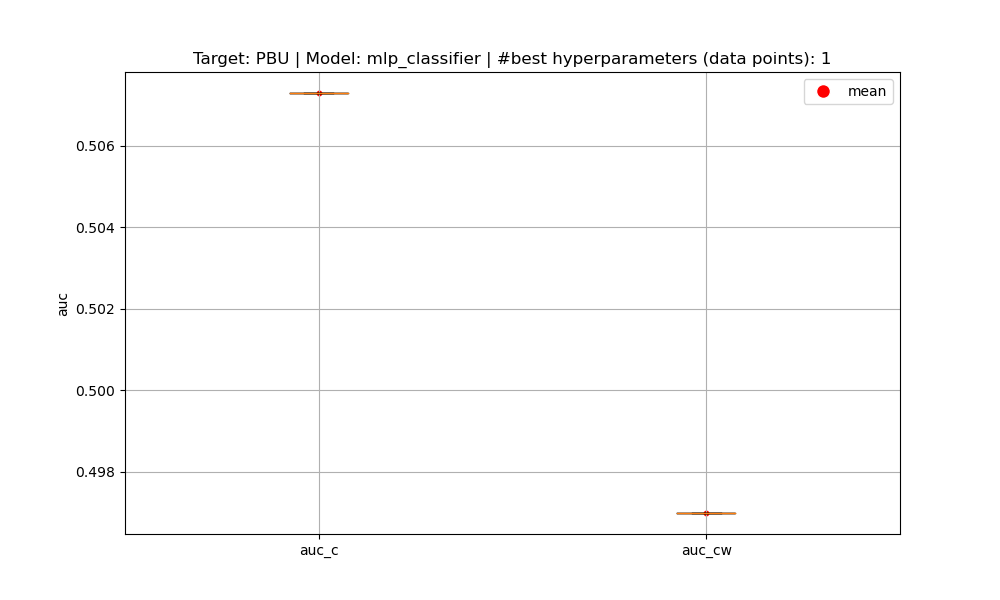 Target: PBU | Model: mlp_classifier | #best hyperparameters (data points): 1
mean
0.506
0.504
0.502
0.500
0.498
auc
auc_c
auc_cw